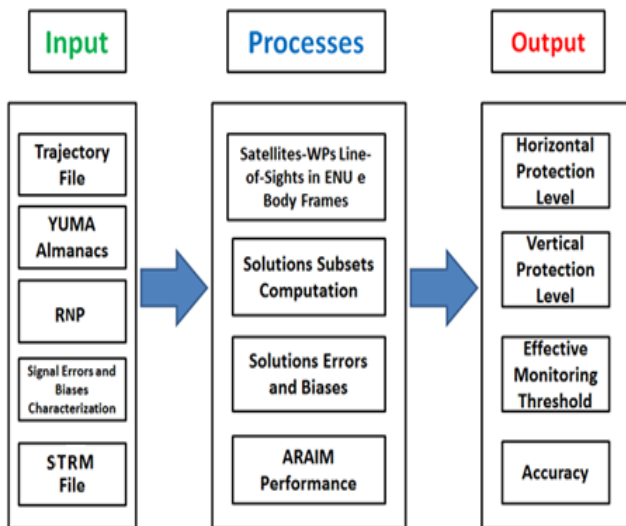 Input
Processes
Output
Trajectory
File
YUMA
Almanacs
RNP
Signal Errors and
Biases
Characterization
STRM
File
Satellites-WPs Line-
of-Sights in ENU e
Body Frames
Solutions Subsets
Computation
Solutions Errors
and Biases
ARAIM
Performance
Horizontal
Protection
Level
Vertical
Protection
Level
Effective
Monitoring
Threshold
Accuracy